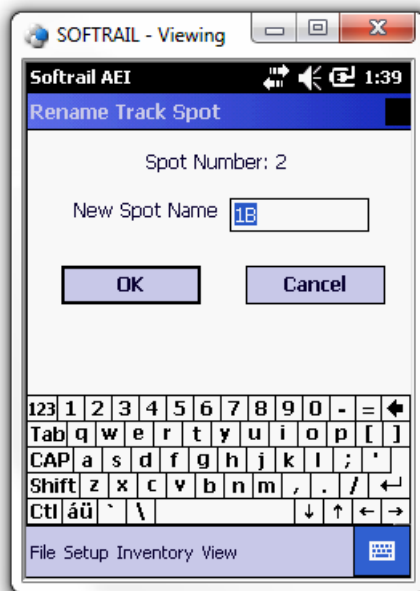 SOFTRAIL - Viewing
Softrail AEI 1:39
Rename Track Spot
Spot Number: 2
New Spot Name 1B
OK Cancel
123 1 2 3 4 5 6 7 8 9 0 - = 
Tab q w e r t y u i o p [ ]
CAP a s d f g h j k l ; '
Shift z x c v b n m , . /
Ctl áü ` \
File Setup Inventory View